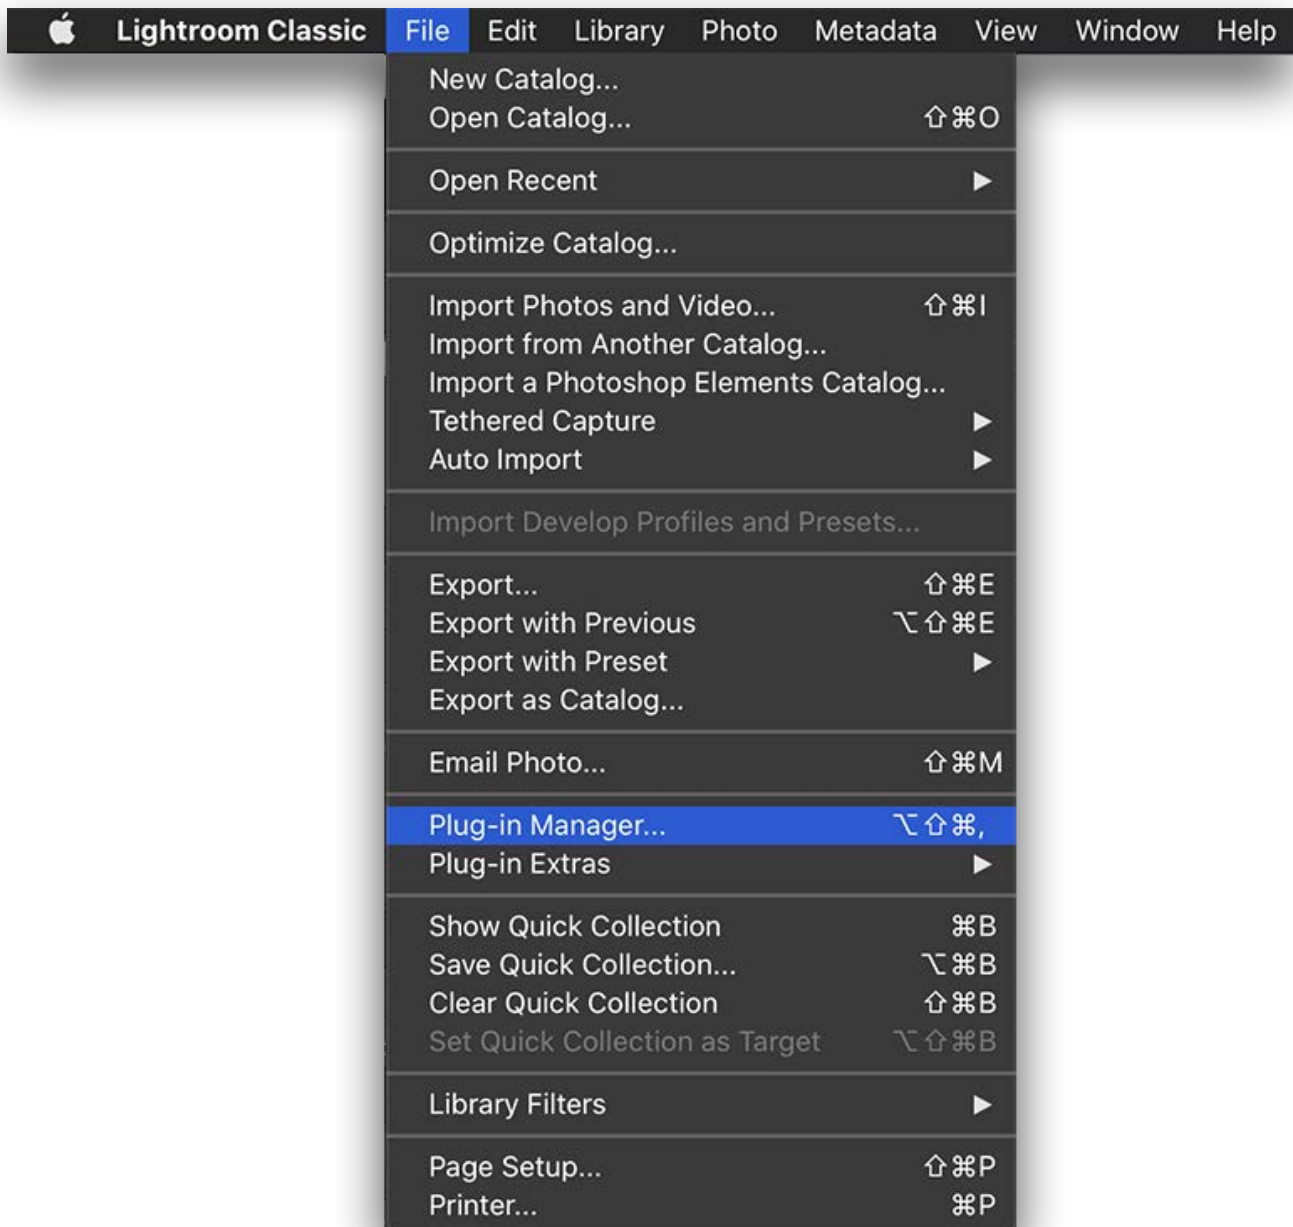 Lightroom Classic File Edit Library Photo Metadata View Window Help
New Catalog...
Open Catalog... ⇧⌘O
Open Recent ▶
Optimize Catalog...
Import Photos and Video... ⇧⌘I
Import from Another Catalog...
Import a Photoshop Elements Catalog...
Tethered Capture ▶
Auto Import ▶
Import Develop Profiles and Presets...
Export... ⇧⌘E
Export with Previous ⌥⇧⌘E
Export with Preset ▶
Export as Catalog...
Email Photo... ⇧⌘M
Plug-in Manager... ⌥⇧⌘,
Plug-in Extras ▶
Show Quick Collection ⌘B
Save Quick Collection... ⌥⌘B
Clear Quick Collection ⇧⌘B
Set Quick Collection as Target ⌥⇧⌘B
Library Filters ▶
Page Setup... ⇧⌘P
Printer... ⌘P